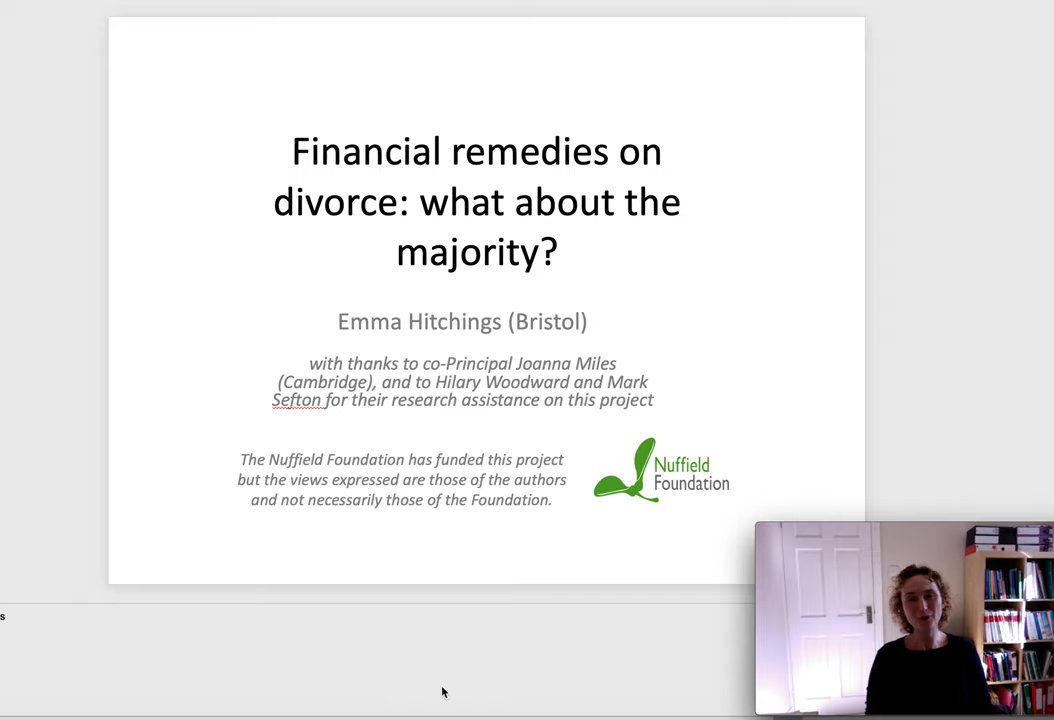 Financial remedies on
divorce: what about the
majority?
Emma Hitchings (Bristol)
with thanks to co-Principal Joanna Miles
(Cambridge), and to Hilary Woodward and Mark
Sefton for their research assistance on this project
The Nuffield Foundation has funded this project
but the views expressed are those of the authors
and not necessarily those of the Foundation.
Nuffield
Foundation
s